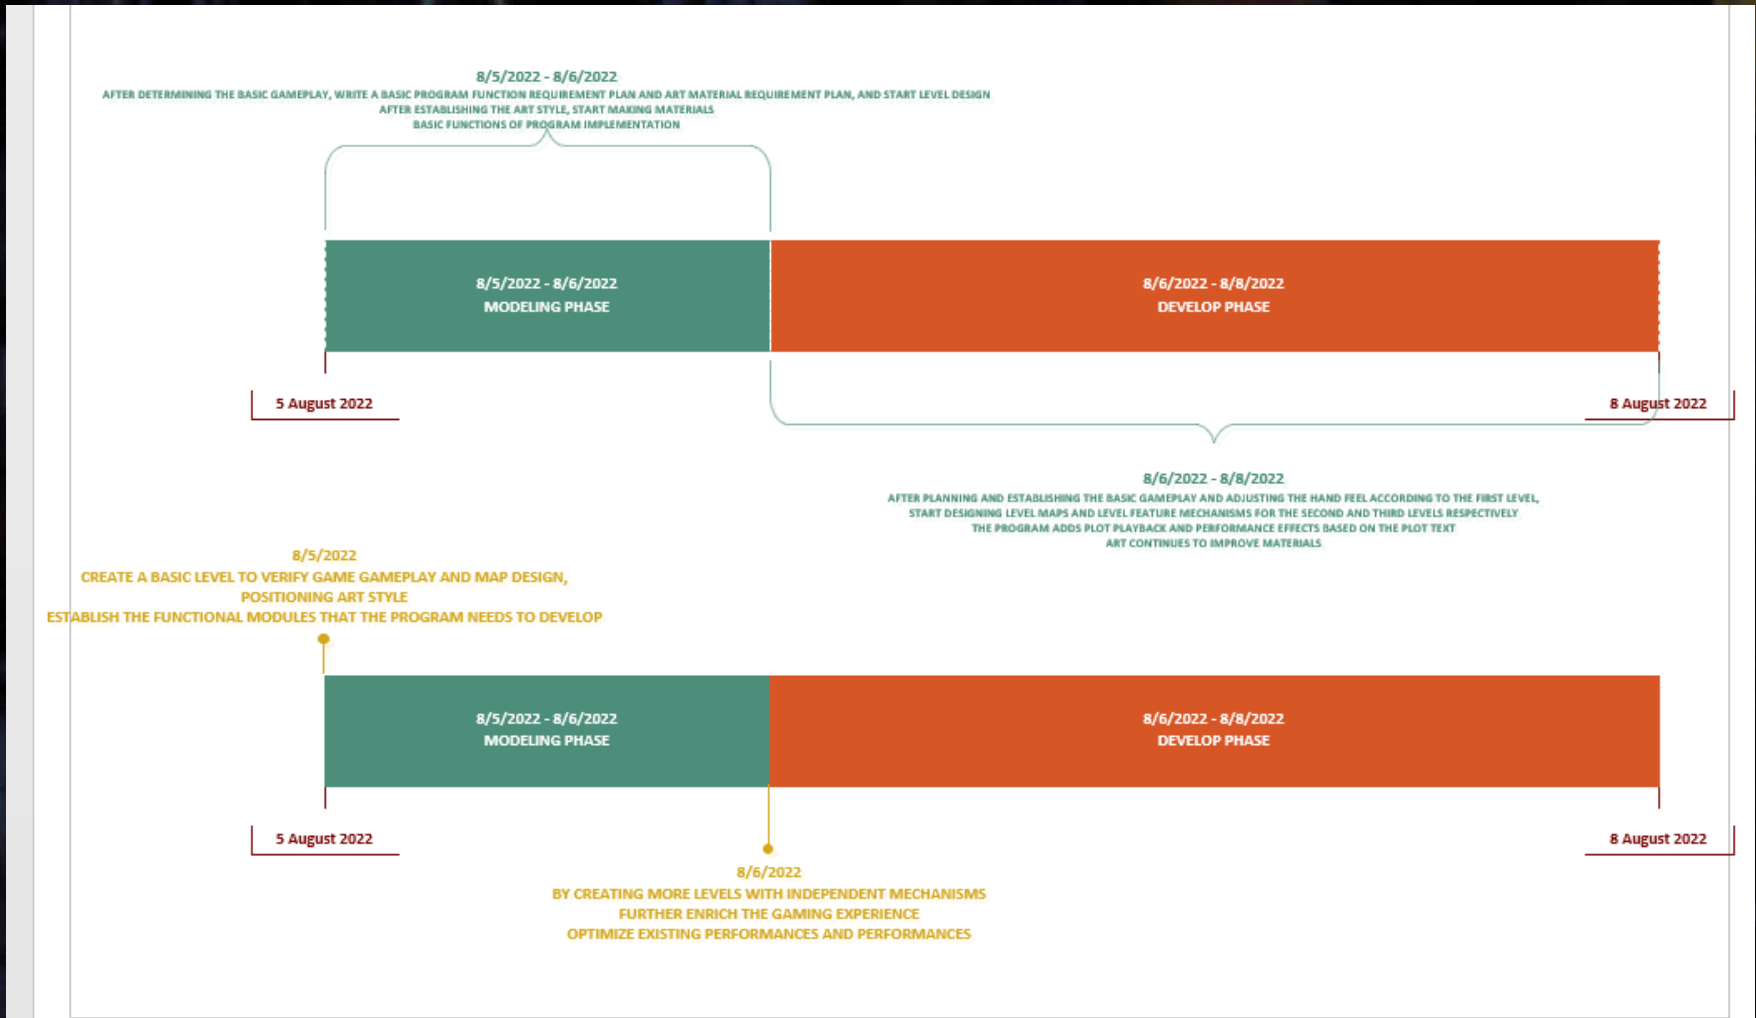 8/5/2022 - 8/6/2022
AFTER DETERMINING THE BASIC GAMEPLAY, WRITE A BASIC PROGRAM FUNCTION REQUIREMENT PLAN AND ART MATERIAL REQUIREMENT PLAN, AND START LEVEL DESIGN
AFTER ESTABLISHING THE ART STYLE, START MAKING MATERIALS
BASIC FUNCTIONS OF PROGRAM IMPLEMENTATION
8/5/2022 - 8/6/2022
MODELING PHASE
8/6/2022 - 8/8/2022
DEVELOP PHASE
5 August 2022
8 August 2022
8/6/2022 - 8/8/2022
AFTER PLANNING AND ESTABLISHING THE BASIC GAMEPLAY AND ADJUSTING THE HAND FEEL ACCORDING TO THE FIRST LEVEL,
START DESIGNING LEVEL MAPS AND LEVEL FEATURE MECHANISMS FOR THE SECOND AND THIRD LEVELS RESPECTIVELY
THE PROGRAM ADDS PLOT PLAYBACK AND PERFORMANCE EFFECTS BASED ON THE PLOT TEXT
ART CONTINUES TO IMPROVE MATERIALS
8/5/2022
CREATE A BASIC LEVEL TO VERIFY GAME GAMEPLAY AND MAP DESIGN,
POSITIONING ART STYLE
ESTABLISH THE FUNCTIONAL MODULES THAT THE PROGRAM NEEDS TO DEVELOP
8/5/2022 - 8/6/2022
MODELING PHASE
8/6/2022 - 8/8/2022
DEVELOP PHASE
5 August 2022
8 August 2022
8/6/2022
BY CREATING MORE LEVELS WITH INDEPENDENT MECHANISMS
FURTHER ENRICH THE GAMING EXPERIENCE
OPTIMIZE EXISTING PERFORMANCES AND PERFORMANCES